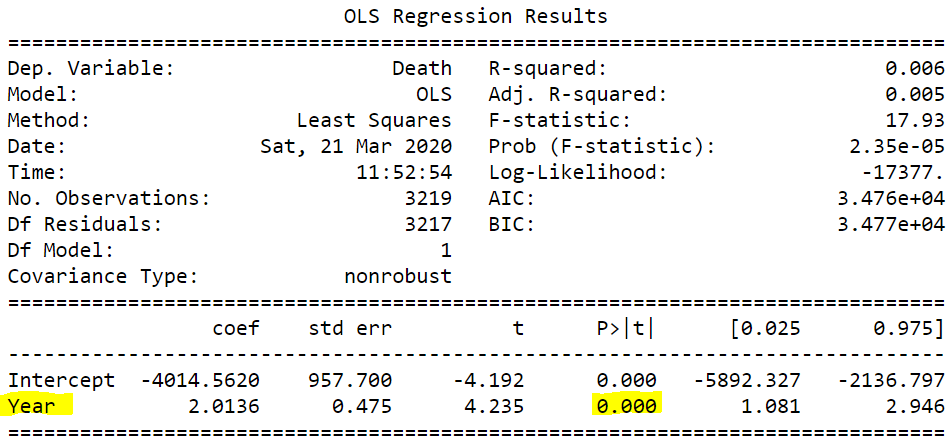 OLS Regression Results
==============================================================================
Dep. Variable: Death R-squared: 0.006
Model: OLS Adj. R-squared: 0.005
Method: Least Squares F-statistic: 17.93
Date: Sat, 21 Mar 2020 Prob (F-statistic): 2.35e-05
Time: 11:52:54 Log-Likelihood: -17377.
No. Observations: 3219 AIC: 3.476e+04
Df Residuals: 3217 BIC: 3.477e+04
Df Model: 1
Covariance Type: nonrobust
==============================================================================
coef std err t P>|t| [0.025 0.975]
------------------------------------------------------------------------------
Intercept -4014.5620 957.700 -4.192 0.000 -5892.327 -2136.797
Year 2.0136 0.475 4.235 0.000 1.081 2.946
==============================================================================